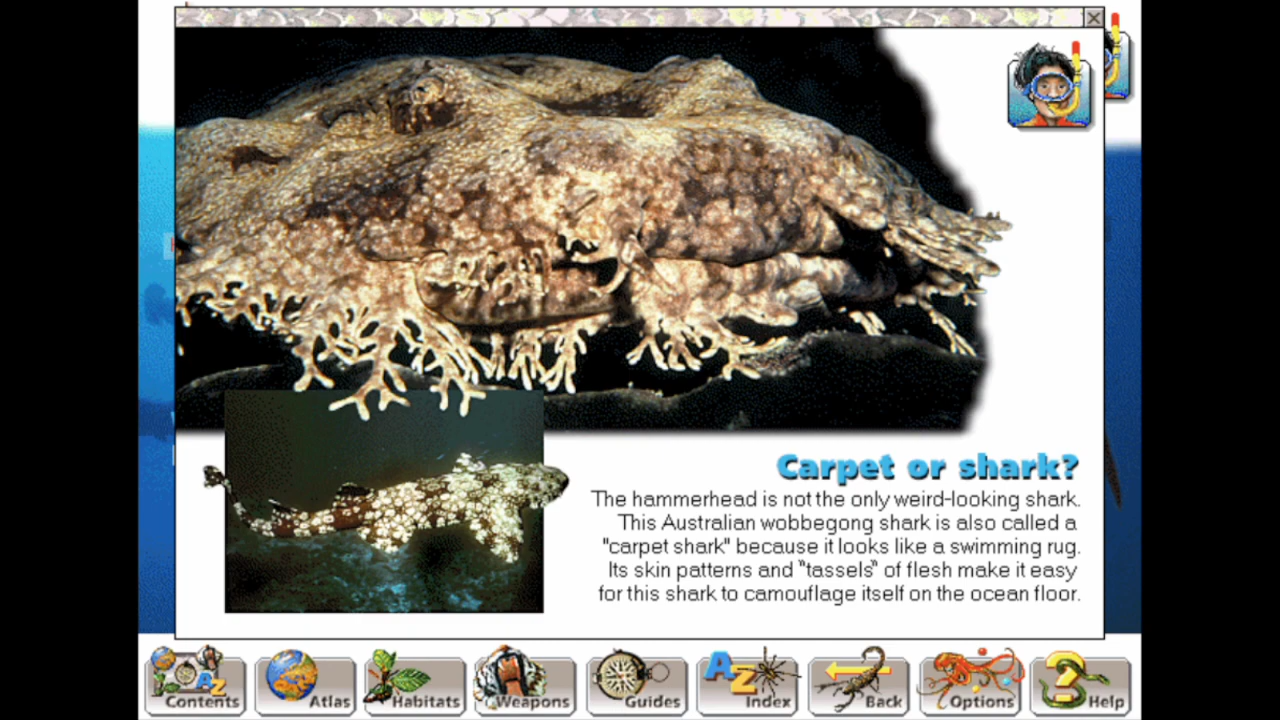 Carpet or shark?
The hammerhead is not the only weird-looking shark.
This Australian wobbegong shark is also called a
"carpet shark" because it looks like a swimming rug.
Its skin patterns and "tassels" of flesh make it easy
for this shark to camouflage itself on the ocean floor.
AZ
Contents
Atlas
Habitats
Weapons
Guides
AZ
Index
Back
Options
?
Help